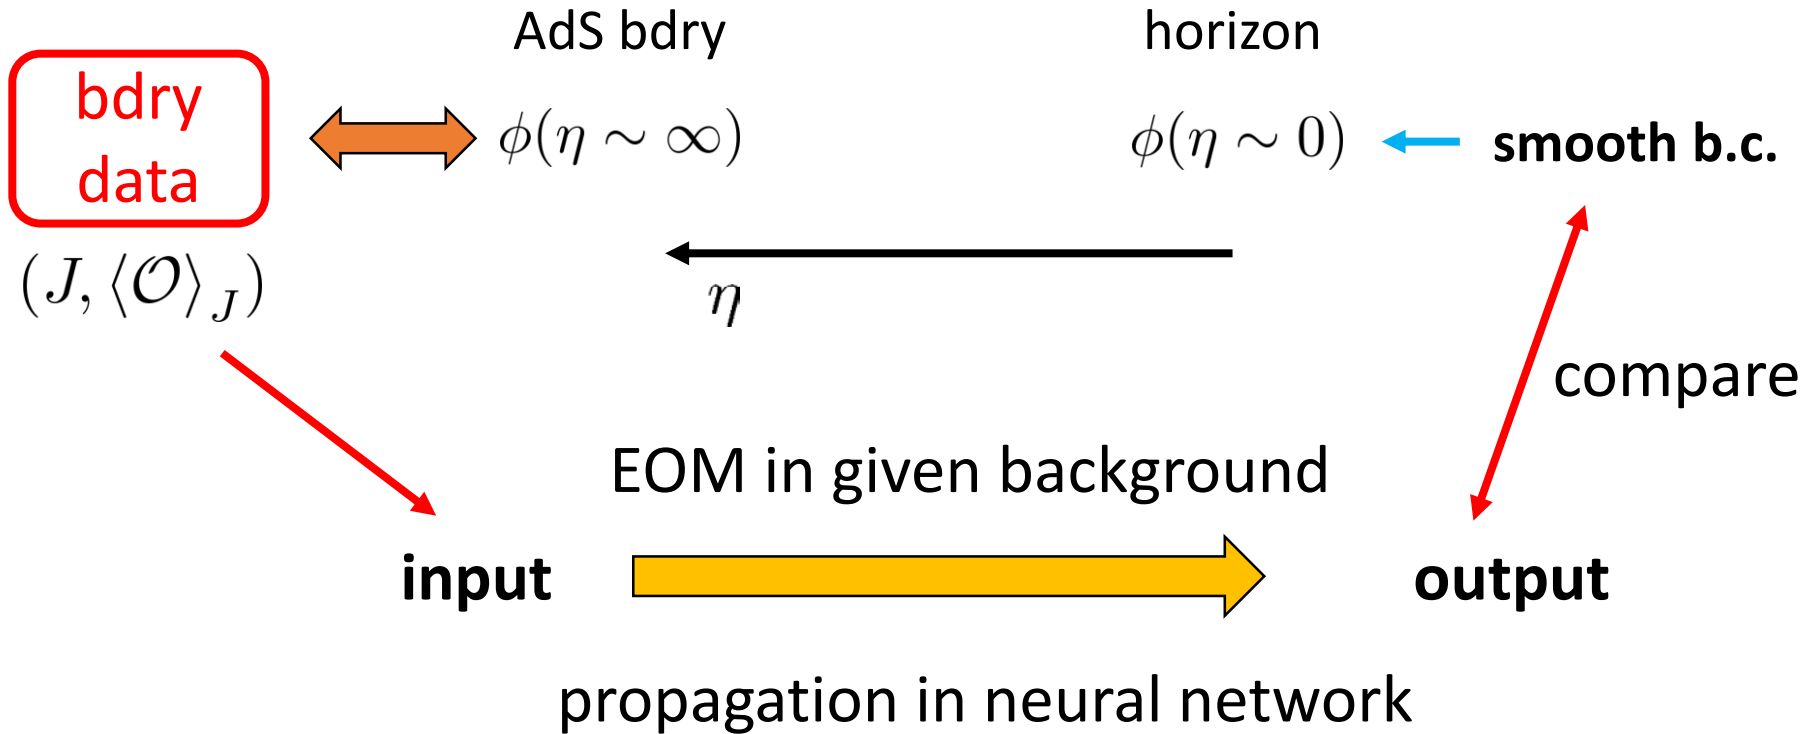 AdS bdry
horizon
bdry
data
ϕ(η ∼ ∞)
ϕ(η ∼ 0)
smooth b.c.
(J, ⟨𝒪⟩_J)
η
compare
EOM in given background
input
output
propagation in neural network